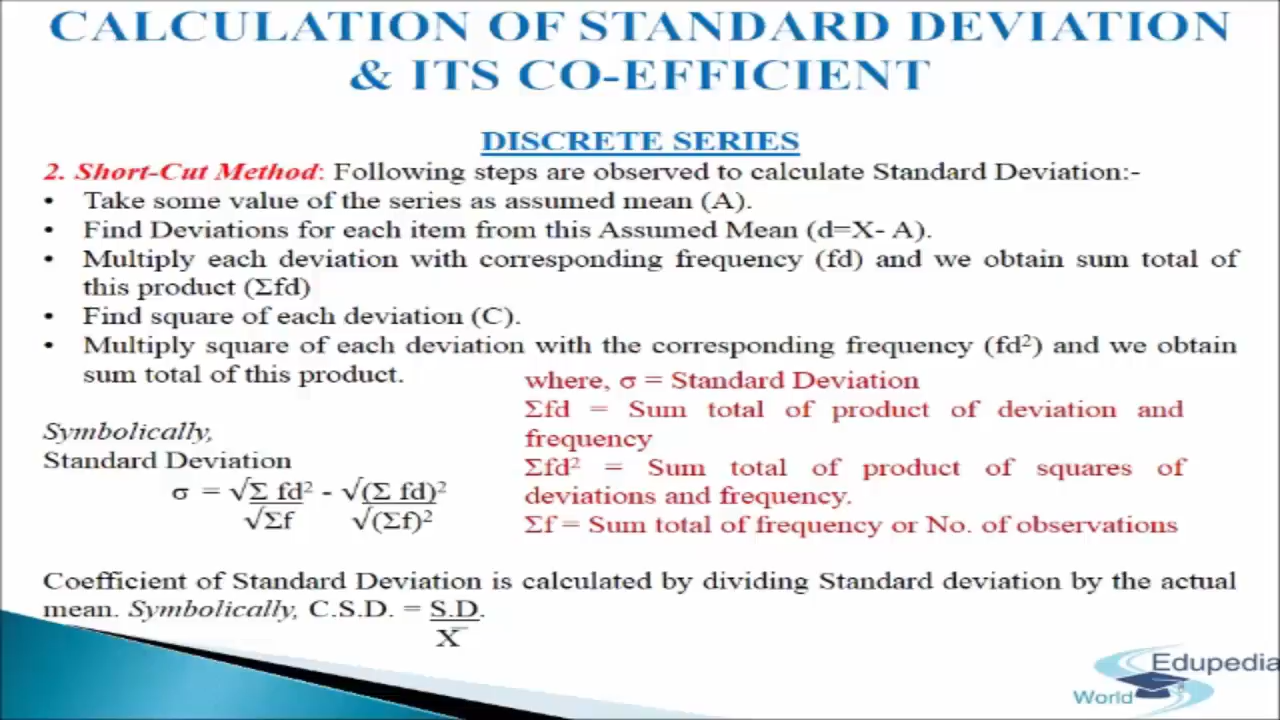 CALCULATION OF STANDARD DEVIATION
& ITS CO-EFFICIENT
DISCRETE SERIES
2. Short-Cut Method: Following steps are observed to calculate Standard Deviation:-
• Take some value of the series as assumed mean (A).
• Find Deviations for each item from this Assumed Mean (d=X- A).
• Multiply each deviation with corresponding frequency (fd) and we obtain sum total of
this product (Σfd)
• Find square of each deviation (C).
• Multiply square of each deviation with the corresponding frequency (fd²) and we obtain
sum total of this product.
Symbolically,
Standard Deviation
σ = √Σ fd² - √(Σ fd)²
√Σf √(Σf)²
where, σ = Standard Deviation
Σfd = Sum total of product of deviation and
frequency
Σfd² = Sum total of product of squares of
deviations and frequency.
Σf = Sum total of frequency or No. of observations
Coefficient of Standard Deviation is calculated by dividing Standard deviation by the actual
mean. Symbolically, C.S.D. = S.D.
X̅
Edupedia
World